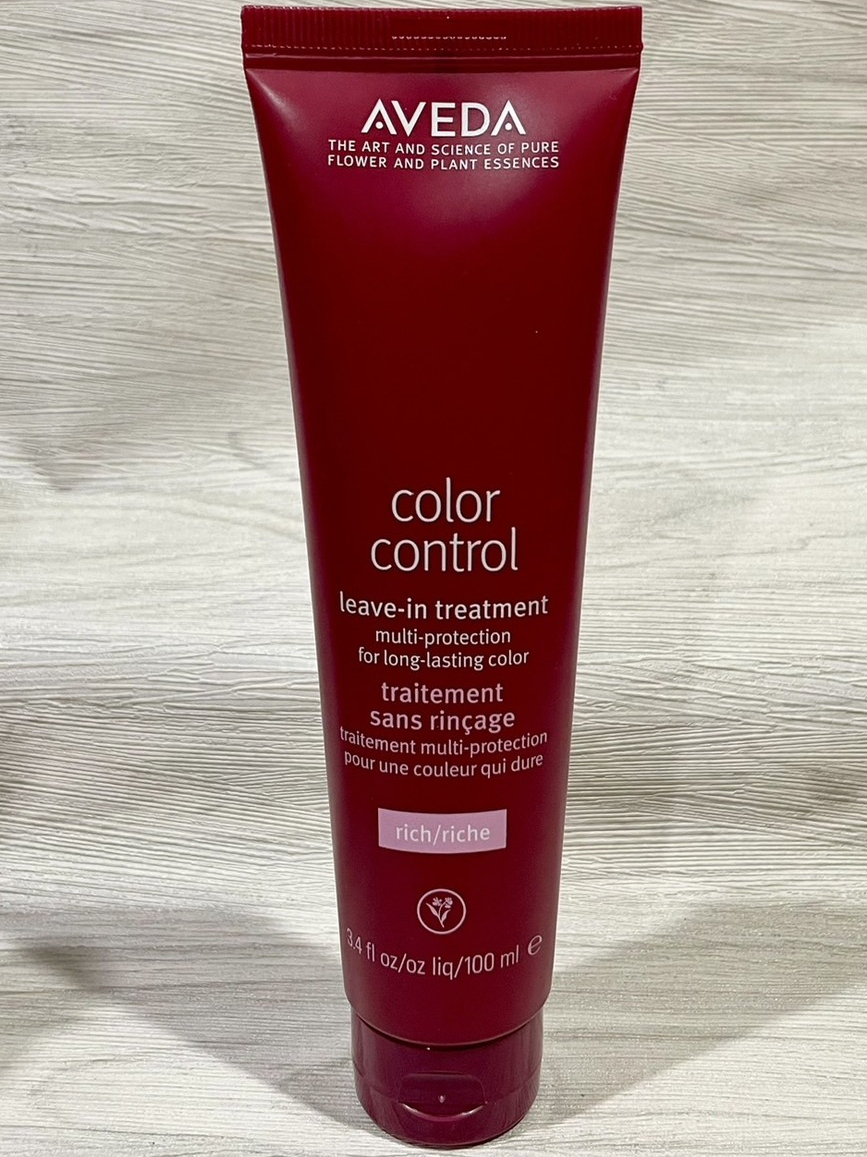 AVEDA
THE ART AND SCIENCE OF PURE
FLOWER AND PLANT ESSENCES
color
control
leave-in treatment
multi-protection
for long-lasting color
traitement
sans rinçage
traitement multi-protection
pour une couleur qui dure
rich/riche
3.4 fl oz/oz liq/100 ml ℮